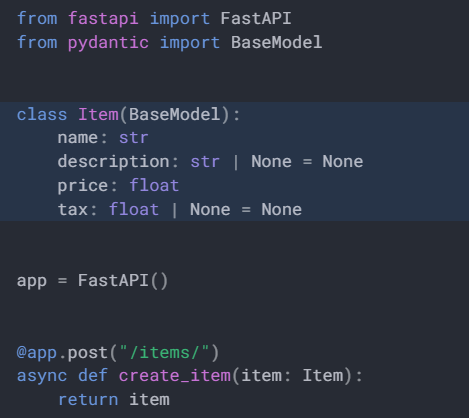 from fastapi import FastAPI
from pydantic import BaseModel
class Item(BaseModel):
    name: str
    description: str | None = None
    price: float
    tax: float | None = None
app = FastAPI()
@app.post("/items/")
async def create_item(item: Item):
    return item